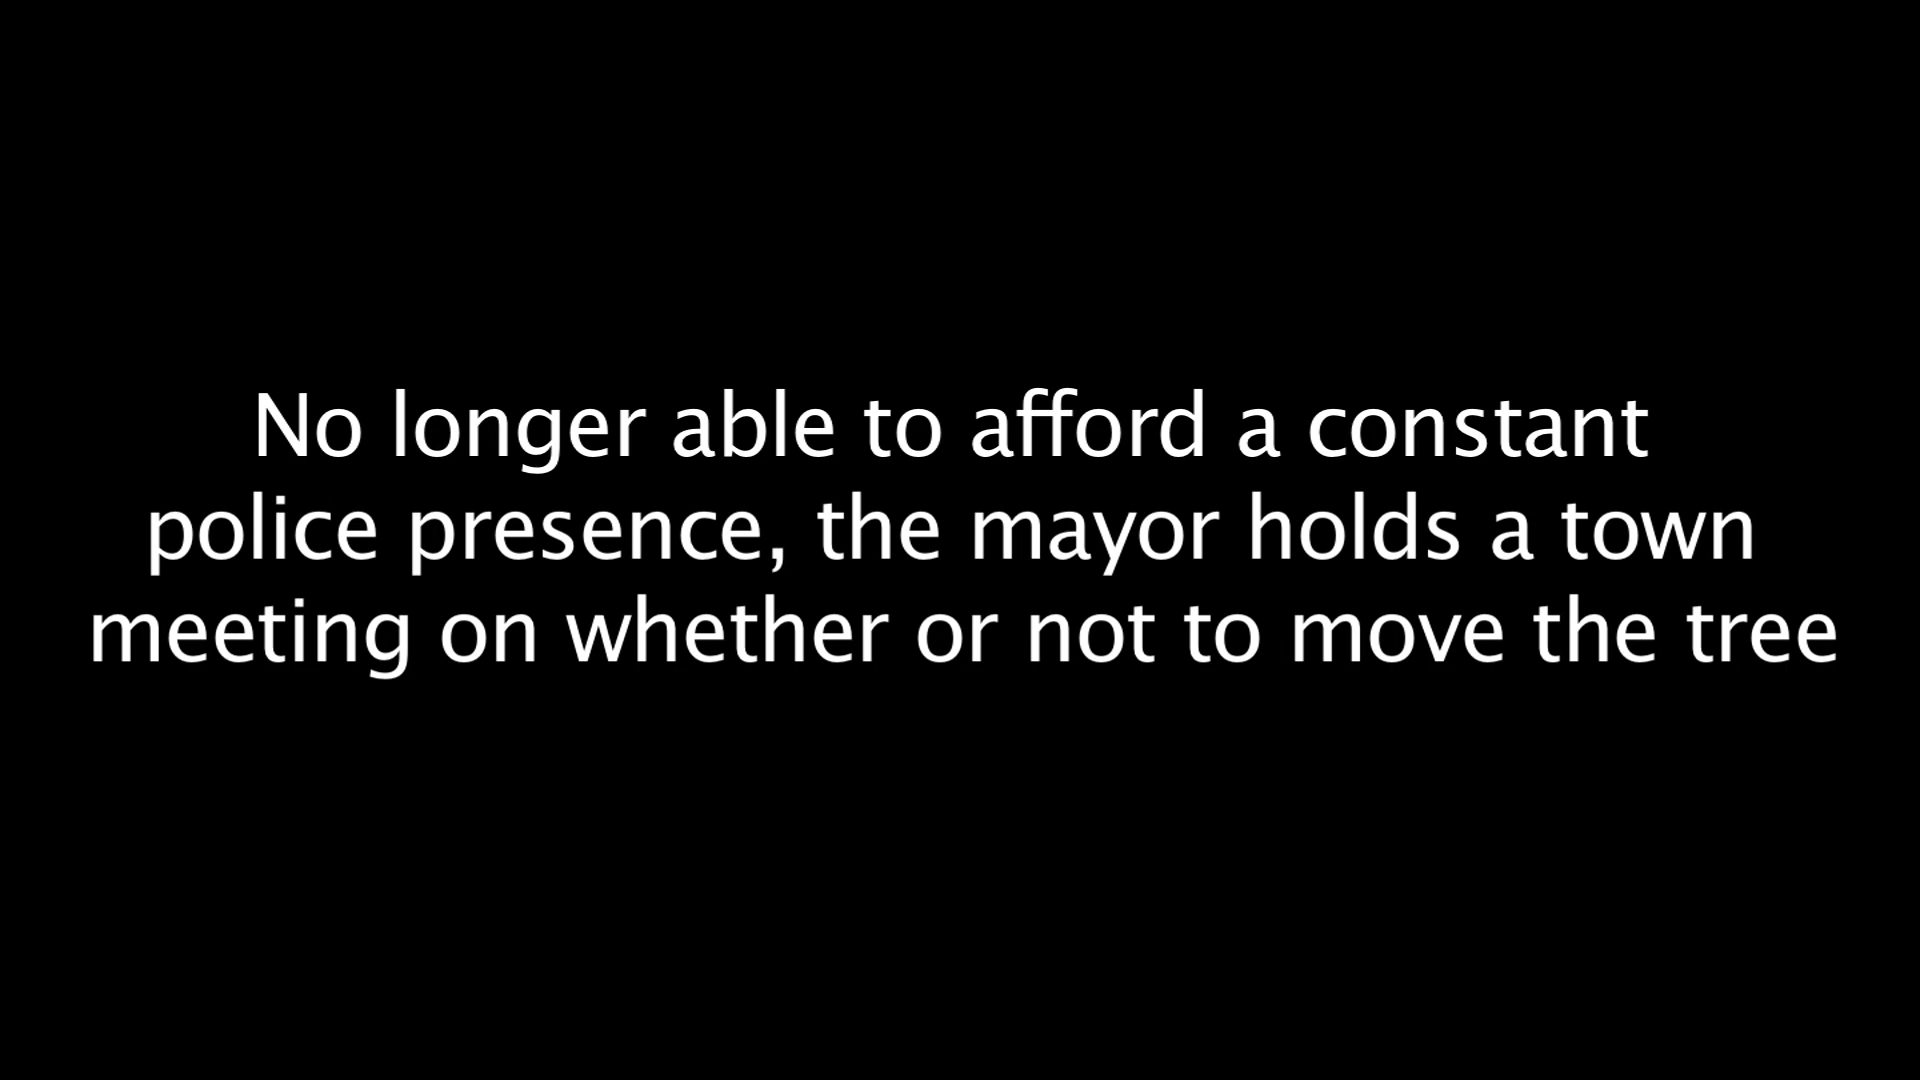 No longer able to afford a constant
police presence, the mayor holds a town
meeting on whether or not to move the tree